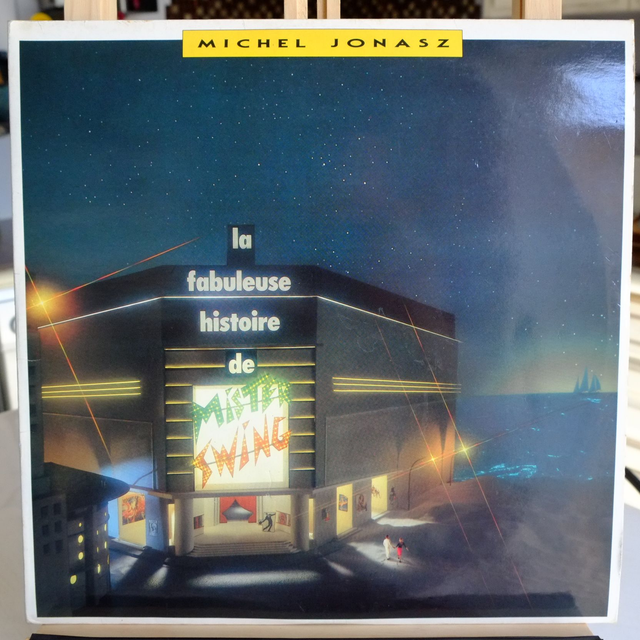 MICHEL JONASZ
la
fabuleuse
histoire
de
MISTER
SWING